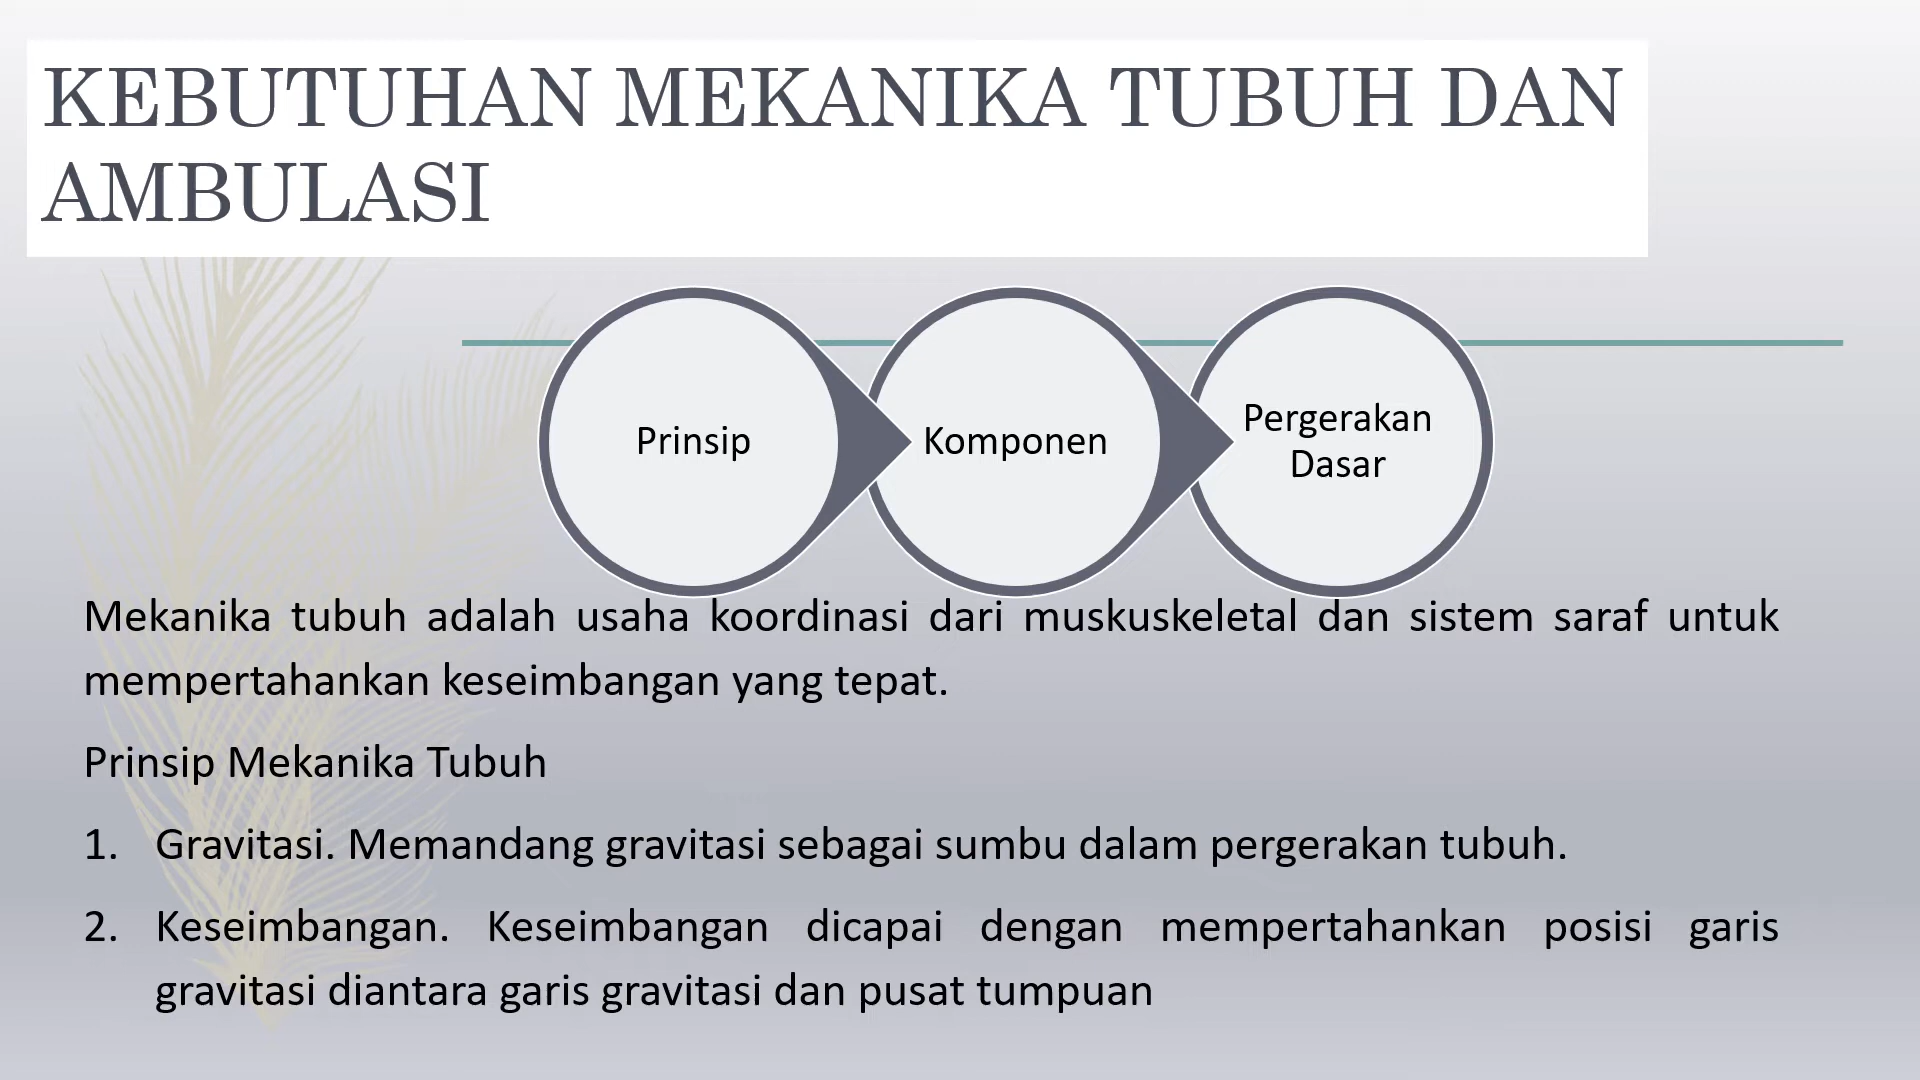 KEBUTUHAN MEKANIKA TUBUH DAN
AMBULASI
Prinsip
Komponen
Pergerakan
Dasar
Mekanika tubuh adalah usaha koordinasi dari muskuskeletal dan sistem saraf untuk
mempertahankan keseimbangan yang tepat.
Prinsip Mekanika Tubuh
1. Gravitasi. Memandang gravitasi sebagai sumbu dalam pergerakan tubuh.
2. Keseimbangan. Keseimbangan dicapai dengan mempertahankan posisi garis
gravitasi diantara garis gravitasi dan pusat tumpuan